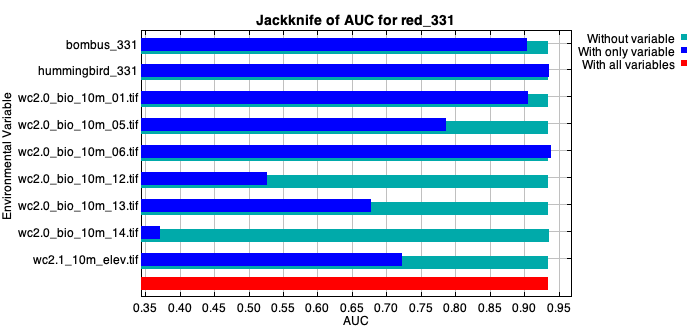 Jackknife of AUC for red_331
Without variable
With only variable
With all variables
Environmental Variable
bombus_331
hummingbird_331
wc2.0_bio_10m_01.tif
wc2.0_bio_10m_05.tif
wc2.0_bio_10m_06.tif
wc2.0_bio_10m_12.tif
wc2.0_bio_10m_13.tif
wc2.0_bio_10m_14.tif
wc2.1_10m_elev.tif
0.35 0.40 0.45 0.50 0.55 0.60 0.65 0.70 0.75 0.80 0.85 0.90 0.95
AUC